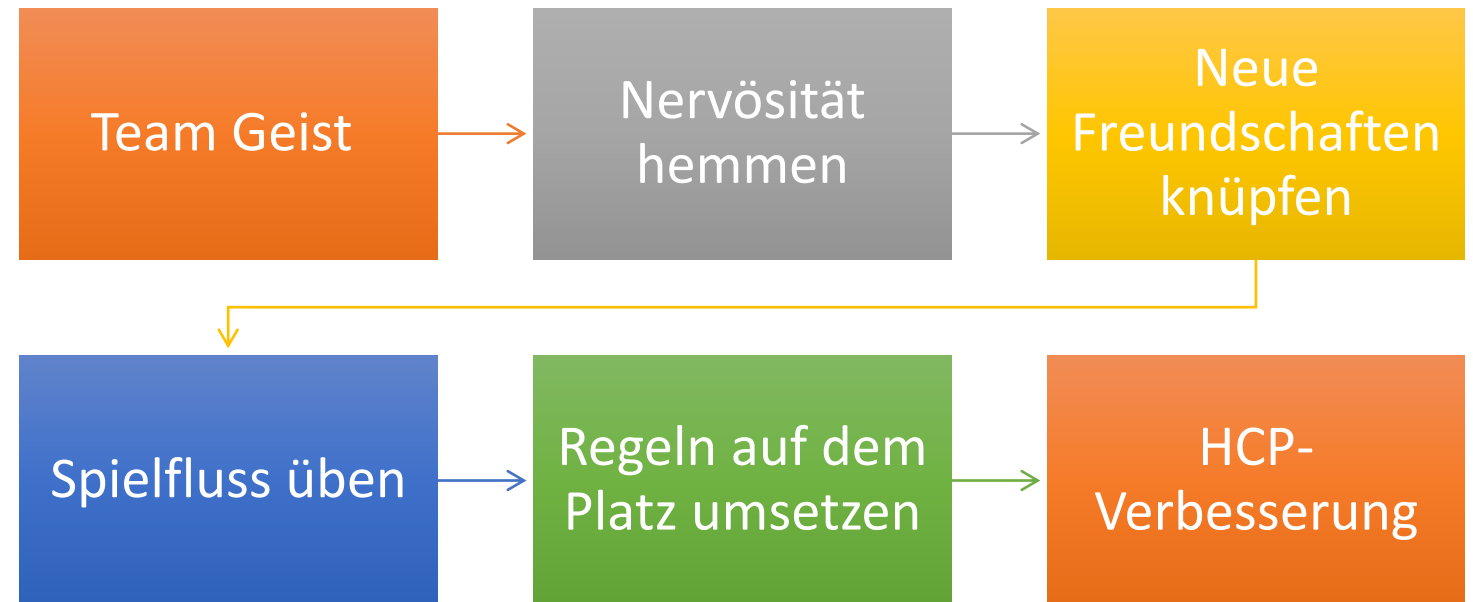 Team Geist
Nervösität
hemmen
Neue
Freundschaften
knüpfen
Spielfluss üben
Regeln auf dem
Platz umsetzen
HCP-
Verbesserung